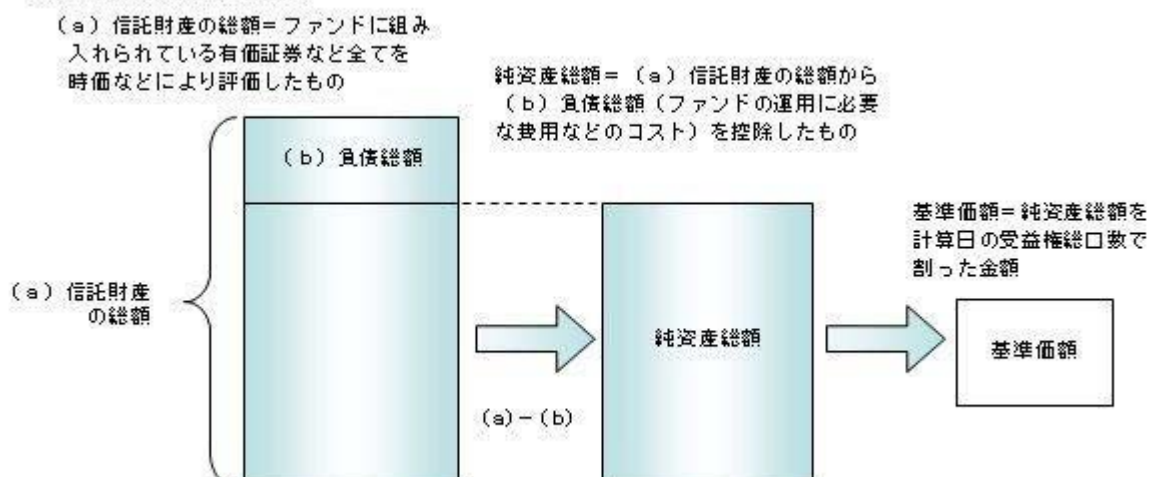 (a)信託財産の総額=ファンドに組み
入れられている有価証券など全てを
時価などにより評価したもの
純資産総額=(a)信託財産の総額から
(b)負債総額(ファンドの運用に必要
な費用などのコスト)を控除したもの
(b)負債総額
基準価額=純資産総額を
計算日の受益権総口数で
割った金額
(a)信託財産
の総額
純資産総額
基準価額
(a)-(b)